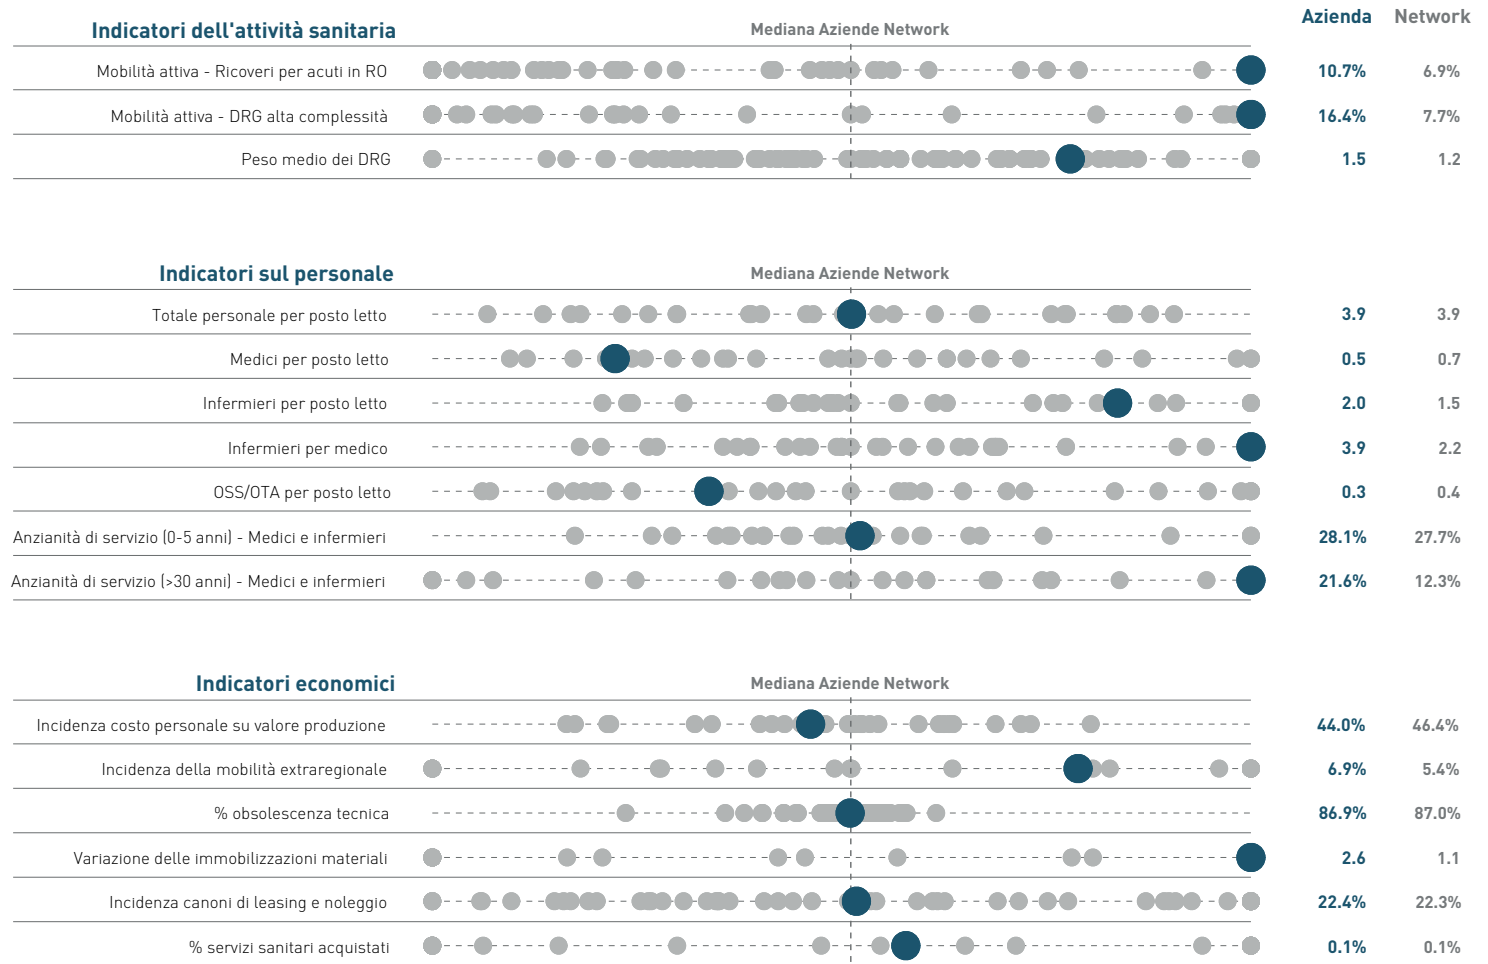 Azienda Network
Indicatori dell'attività sanitaria Mediana Aziende Network
Mobilità attiva - Ricoveri per acuti in RO 10.7% 6.9%
Mobilità attiva - DRG alta complessità 16.4% 7.7%
Peso medio dei DRG 1.5 1.2
Indicatori sul personale Mediana Aziende Network
Totale personale per posto letto 3.9 3.9
Medici per posto letto 0.5 0.7
Infermieri per posto letto 2.0 1.5
Infermieri per medico 3.9 2.2
OSS/OTA per posto letto 0.3 0.4
Anzianità di servizio (0-5 anni) - Medici e infermieri 28.1% 27.7%
Anzianità di servizio (>30 anni) - Medici e infermieri 21.6% 12.3%
Indicatori economici Mediana Aziende Network
Incidenza costo personale su valore produzione 44.0% 46.4%
Incidenza della mobilità extraregionale 6.9% 5.4%
% obsolescenza tecnica 86.9% 87.0%
Variazione delle immobilizzazioni materiali 2.6 1.1
Incidenza canoni di leasing e noleggio 22.4% 22.3%
% servizi sanitari acquistati 0.1% 0.1%